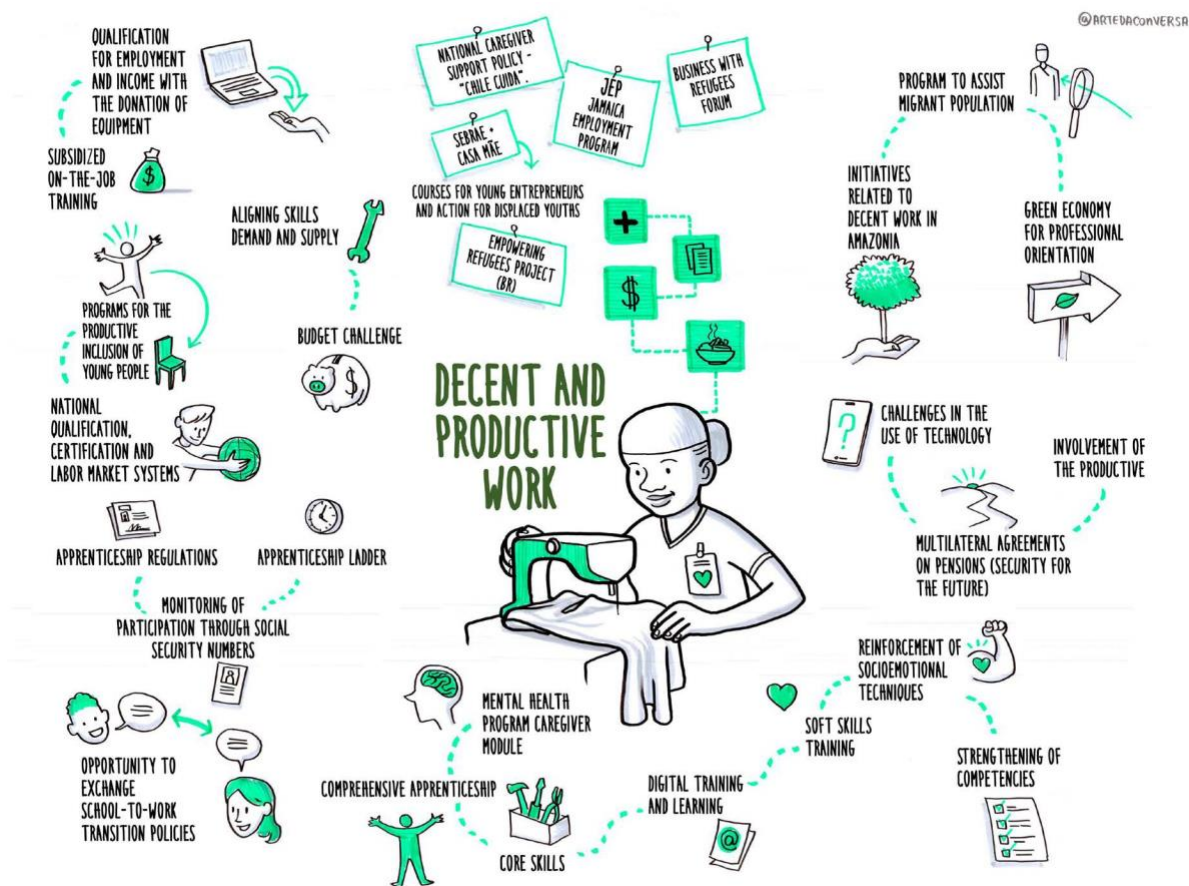 @ARTEDACONVERSA
QUALIFICATION
FOR EMPLOYMENT
AND INCOME WITH
THE DONATION OF
EQUIPMENT
SUBSIDIZED
ON-THE-JOB
TRAINING
$
PROGRAMS FOR THE
PRODUCTIVE
INCLUSION OF
YOUNG PEOPLE
NATIONAL
QUALIFICATION,
CERTIFICATION AND
LABOR MARKET SYSTEMS
ALIGNING SKILLS
DEMAND AND SUPPLY
BUDGET CHALLENGE
$
APPRENTICESHIP REGULATIONS
APPRENTICESHIP LADDER
MONITORING OF
PARTICIPATION THROUGH SOCIAL
SECURITY NUMBERS
OPPORTUNITY TO
EXCHANGE
SCHOOL-TO-WORK
TRANSITION POLICIES
NATIONAL CAREGIVER
SUPPORT POLICY -
"CHILE CUIDA".
JEP
JAMAICA
EMPLOYMENT
PROGRAM
BUSINESS WITH
REFUGEES
FORUM
SEBRAE +
CASA MÃE
COURSES FOR YOUNG ENTREPRENEURS
AND ACTION FOR DISPLACED YOUTHS
EMPOWERING
REFUGEES PROJECT
(BR)
+
$
DECENT AND
PRODUCTIVE
WORK
MENTAL HEALTH
PROGRAM CAREGIVER
MODULE
COMPREHENSIVE APPRENTICESHIP
CORE SKILLS
DIGITAL TRAINING
AND LEARNING
@
SOFT SKILLS
TRAINING
REINFORCEMENT OF
SOCIOEMOTIONAL
TECHNIQUES
STRENGTHENING OF
COMPETENCIES
PROGRAM TO ASSIST
MIGRANT POPULATION
INITIATIVES
RELATED TO
DECENT WORK IN
AMAZONIA
GREEN ECONOMY
FOR PROFESSIONAL
ORIENTATION
?
CHALLENGES IN THE
USE OF TECHNOLOGY
INVOLVEMENT OF
THE PRODUCTIVE
MULTILATERAL AGREEMENTS
ON PENSIONS (SECURITY FOR
THE FUTURE)